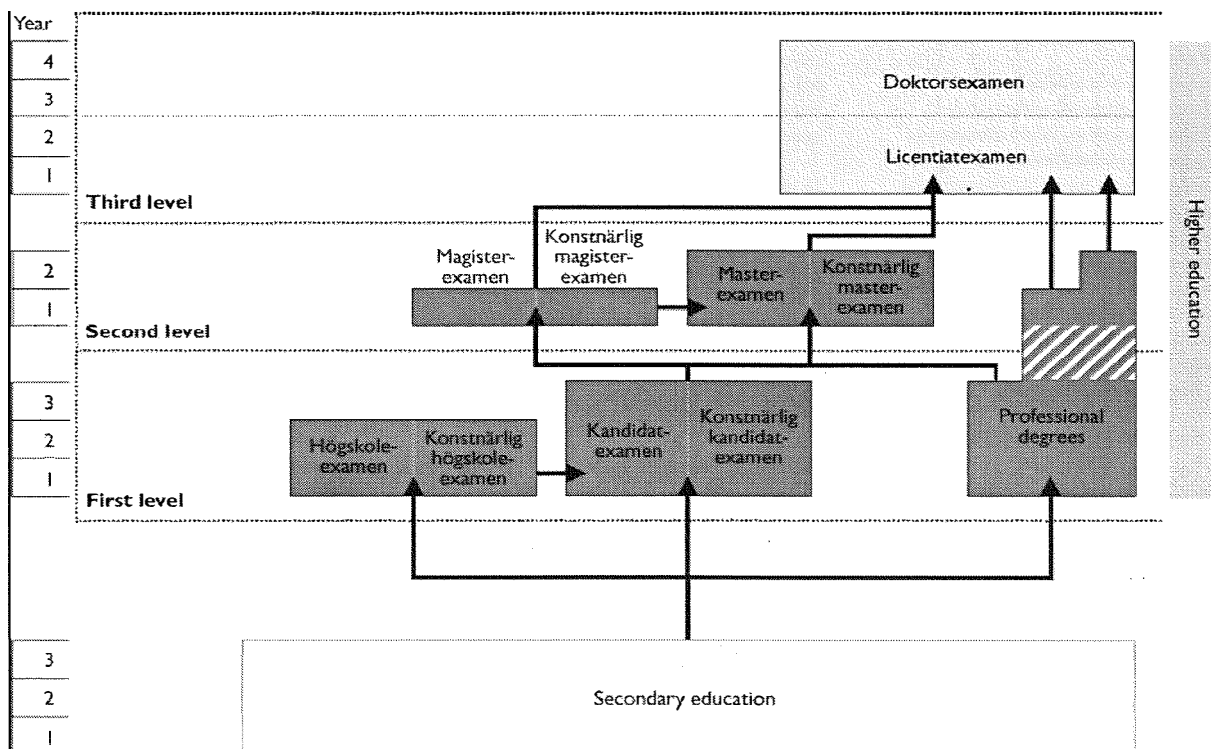 Year
4
3
2
1
Doktorsexamen
Licentiatexamen
Third level
2
1
Magister-
examen
Konstnärlig
magister-
examen
Master-
examen
Konstnärlig
master-
examen
Second level
3
2
1
Högskole-
examen
Konstnärlig
högskole-
examen
Kandidat-
examen
Konstnärlig
kandidat-
examen
Professional
degrees
First level
Higher education
3
2
1
Secondary education